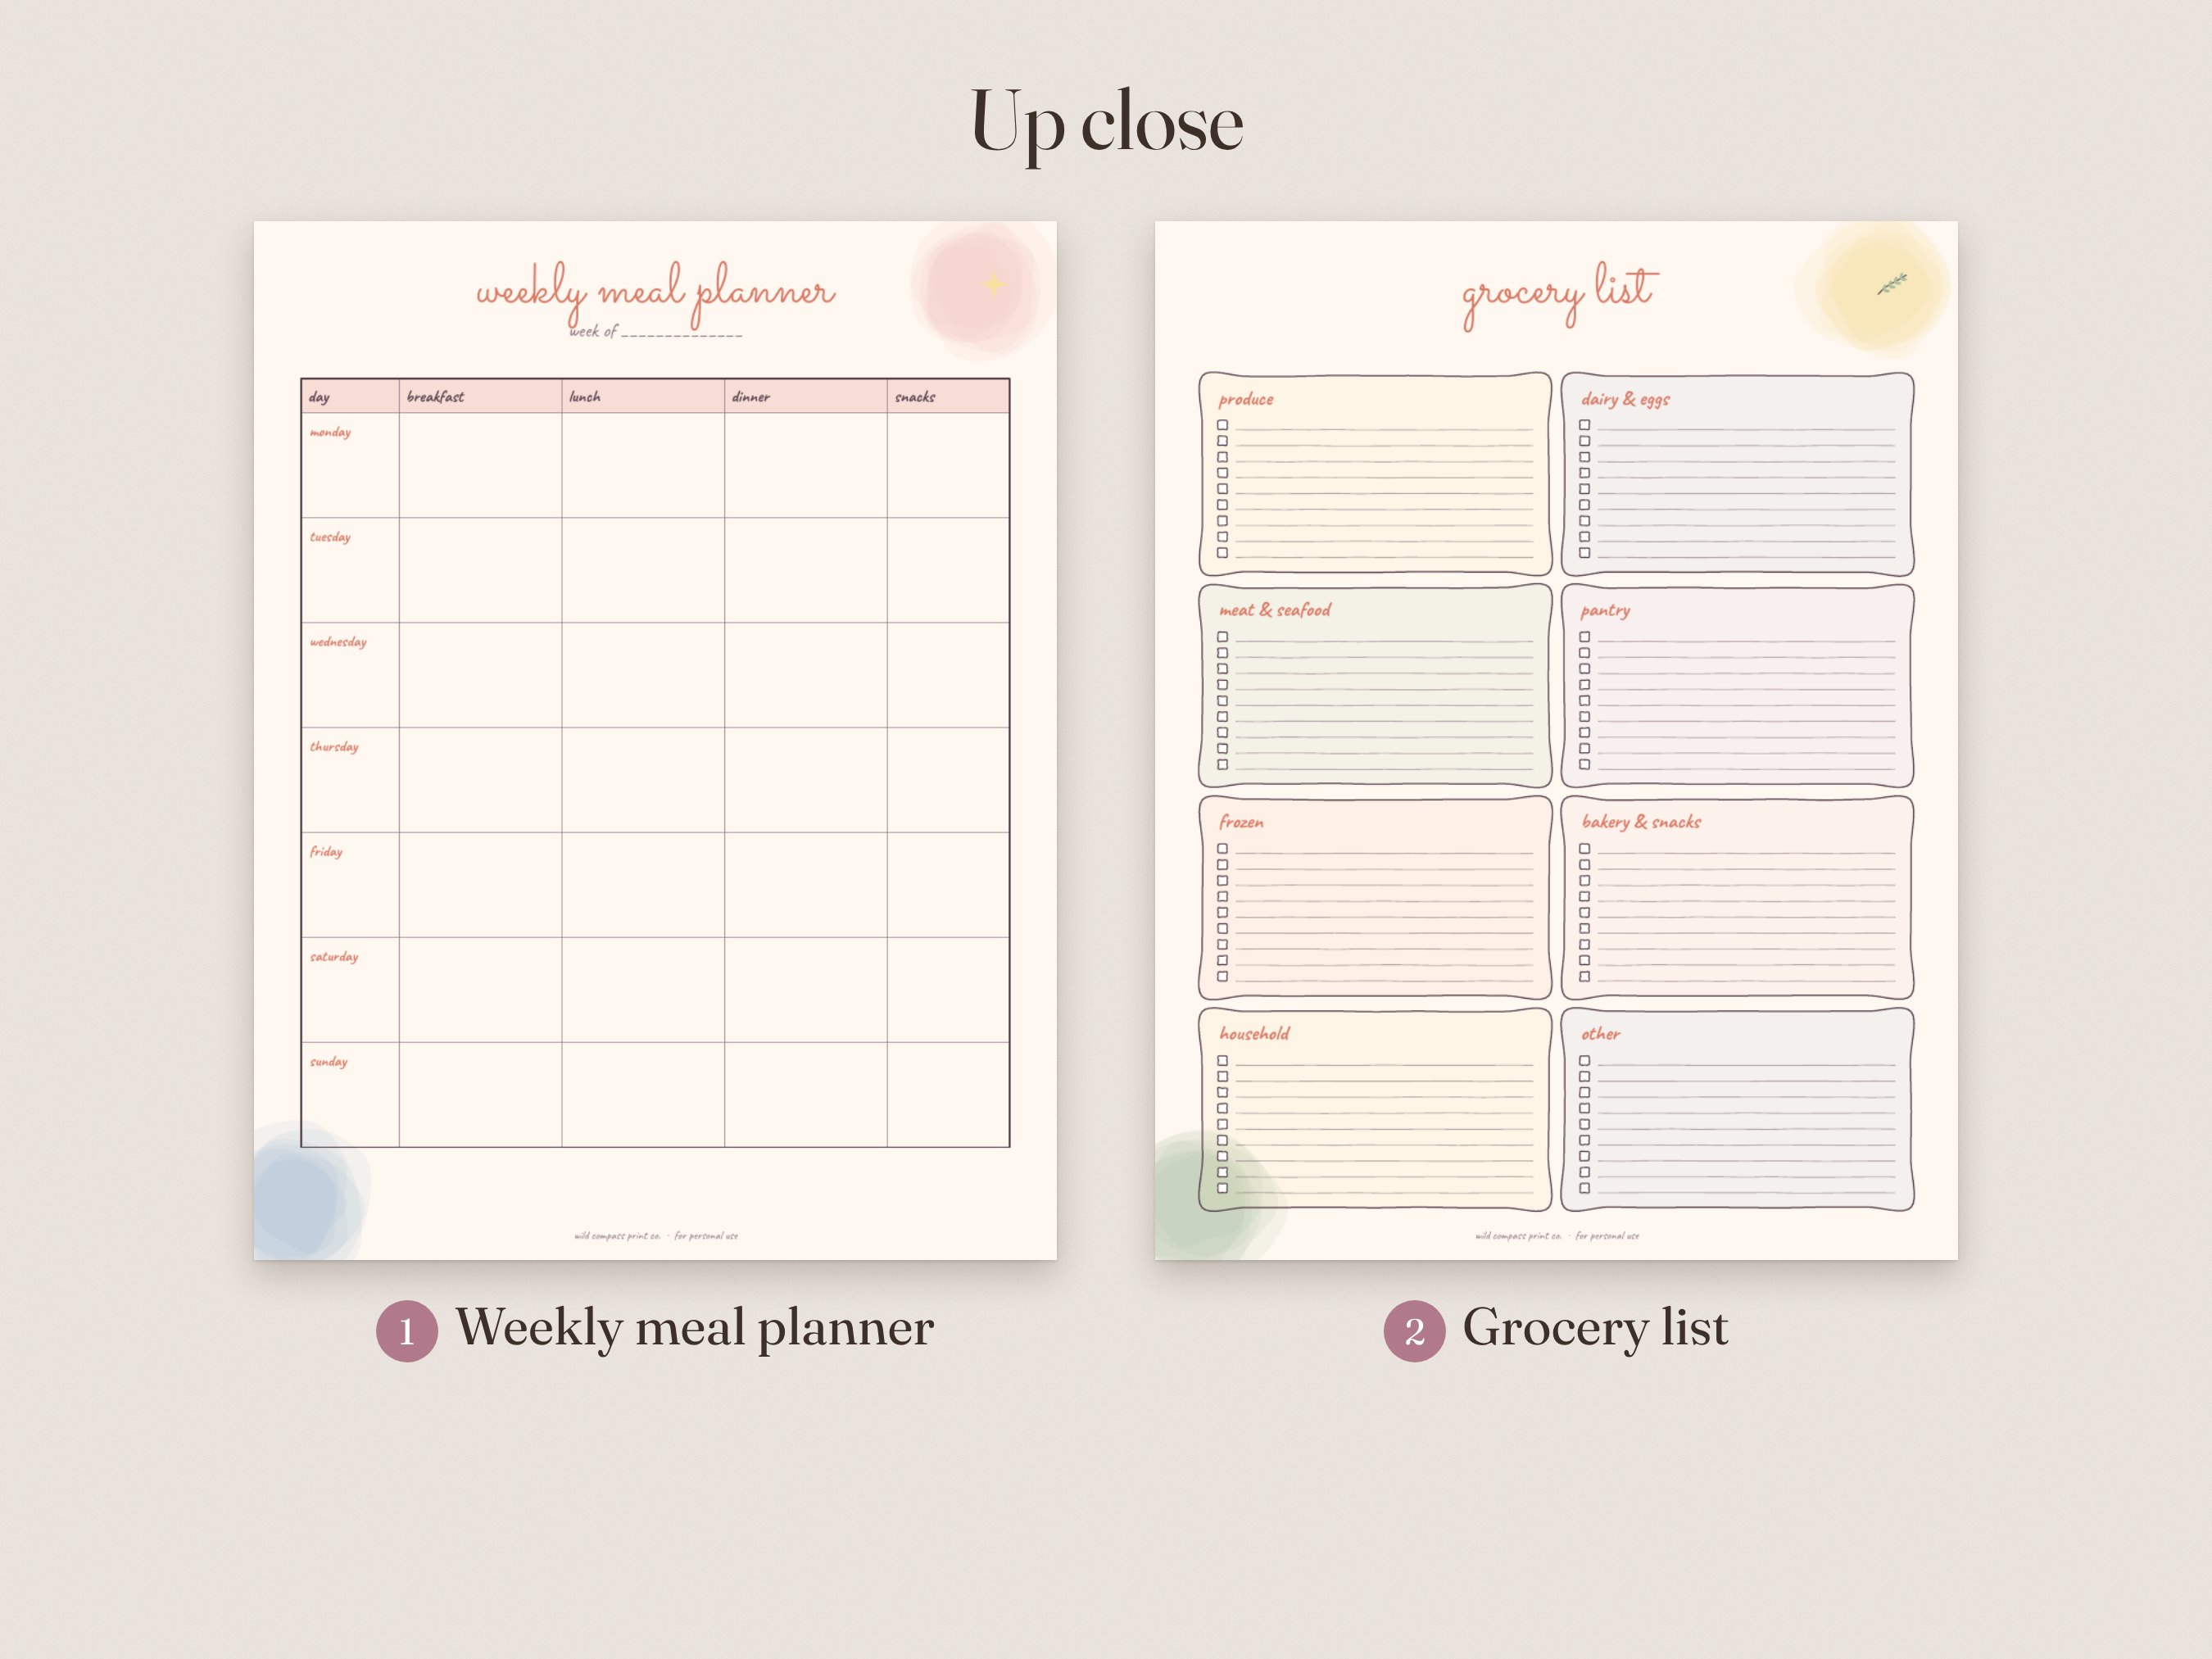 Up close
weekly meal planner
week of ______________
day breakfast lunch dinner snacks
monday
tuesday
wednesday
thursday
friday
saturday
sunday
wild compass print co. · for personal use
grocery list
produce
dairy & eggs
meat & seafood
pantry
frozen
bakery & snacks
household
other
wild compass print co. · for personal use
1 Weekly meal planner
2 Grocery list